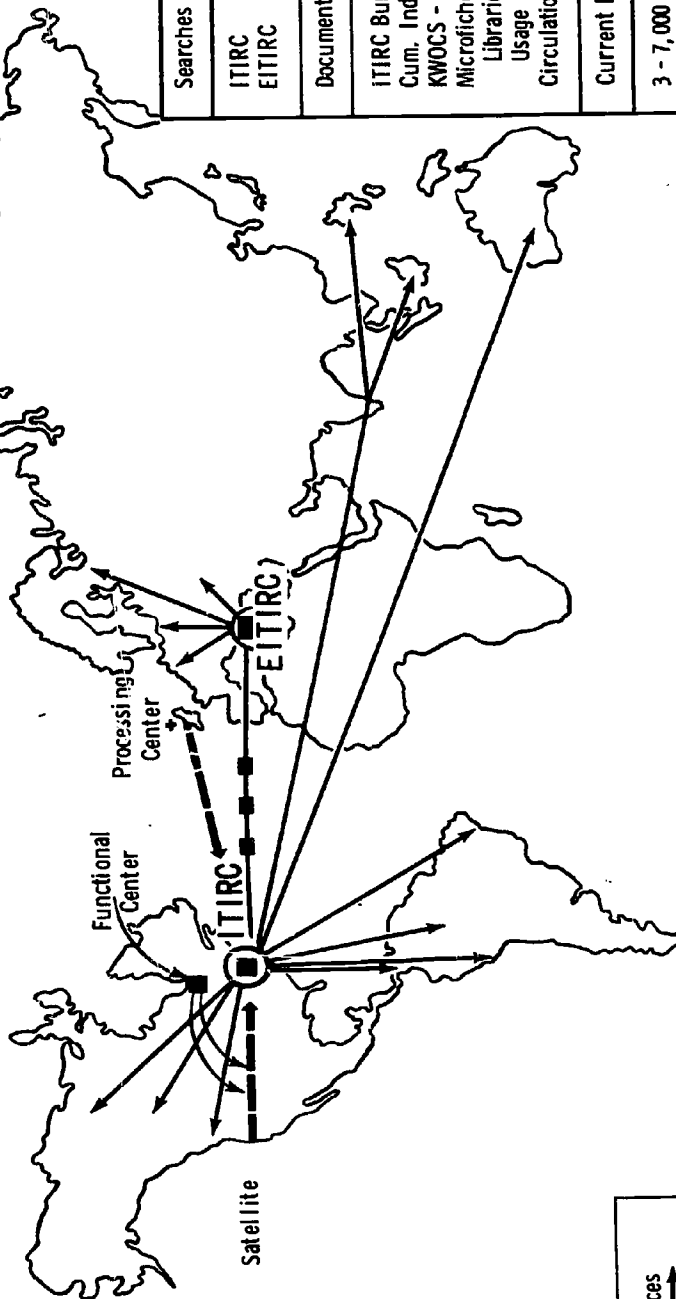 Functional
Center
Processing
Center
ITIRC
EITIRC
Satellite
Searches
ITIRC
EITIRC
Document
ITIRC Bu
Cum. Ind
KWOCS -
Microfich
Librari
Usage
Circulatio
Current
3 - 7,000
ces